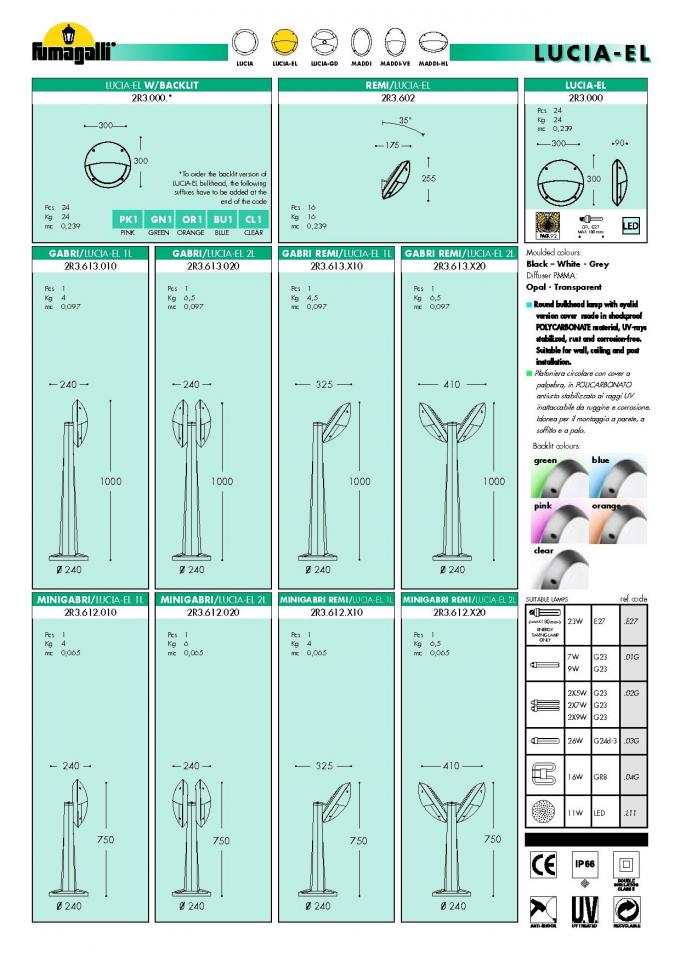 fumagalli
LUCIA
LUCIA-EL
LUCIA-GD
MADDI
MADDI-VE
MADDI-HL
LUCIA-EL
LUCIA-EL W/BACKLIT
2R3.000.*
300
300
*To order the backlit version of
LUCIA-EL bulkhead, the following
suffixes have to be added at the
end of the code
Pcs 24
Kg 24
mc 0,239
PK1 GN1 OR1 BU1 CL1
PINK GREEN ORANGE BLUE CLEAR
REMI/LUCIA-EL
2R3.602
35°
175
255
Pcs 16
Kg 16
mc 0,239
LUCIA-EL
2R3.000
Pcs 24
Kg 24
mc 0,239
300
90
300
PAGE.92
CFL E27
MAX 180 mm
LED
GABRI/LUCIA-EL 1L
2R3.613.010
Pcs 1
Kg 4
mc 0,097
240
1000
Ø 240
GABRI/LUCIA-EL 2L
2R3.613.020
Pcs 1
Kg 6,5
mc 0,097
240
1000
Ø 240
GABRI REMI/LUCIA-EL 1L
2R3.613.X10
Pcs 1
Kg 4,5
mc 0,097
325
1000
Ø 240
GABRI REMI/LUCIA-EL 2L
2R3.613.X20
Pcs 1
Kg 6,5
mc 0,097
410
1000
Ø 240
Moulded colours:
Black – White - Grey
Diffuser PMMA:
Opal - Transparent
Round bulkhead lamp with eyelid
version cover made in shockproof
POLYCARBONATE material, UV-rays
stabilized, rust and corrosion-free.
Suitable for wall, ceiling and post
installation.
Plafoniera circolare con cover a
palpebra, in POLICARBONATO
antiurto stabilizzato ai raggi UV
inattaccabile da ruggine e corrosione.
Idonea per il montaggio a parete, a
soffitto e a palo.
Backlit colours:
green
blue
pink
orange
clear
MINIGABRI/LUCIA-EL 1L
2R3.612.010
Pcs 1
Kg 4
mc 0,065
240
750
Ø 240
MINIGABRI/LUCIA-EL 2L
2R3.612.020
Pcs 1
Kg 6
mc 0,065
240
750
Ø 240
MINIGABRI REMI/LUCIA-EL 1L
2R3.612.X10
Pcs 1
Kg 4
mc 0,065
325
750
Ø 240
MINIGABRI REMI/LUCIA-EL 2L
2R3.612.X20
Pcs 1
Kg 6,5
mc 0,065
410
750
Ø 240
SUITABLE LAMPS ref.code
ENERGY
SAVING LAMP
ONLY
23W E27 .E27
7W G23 .01G
9W G23
2X5W G23 .02G
2X7W G23
2X9W G23
26W G24d-3 .03G
16W GR8 .04G
11W LED .L11
CE
IP66
DOUBLE
INSULATION
CLASS II
ANTI-SHOCK
U.V.
UV TREATED
RECYCLABLE